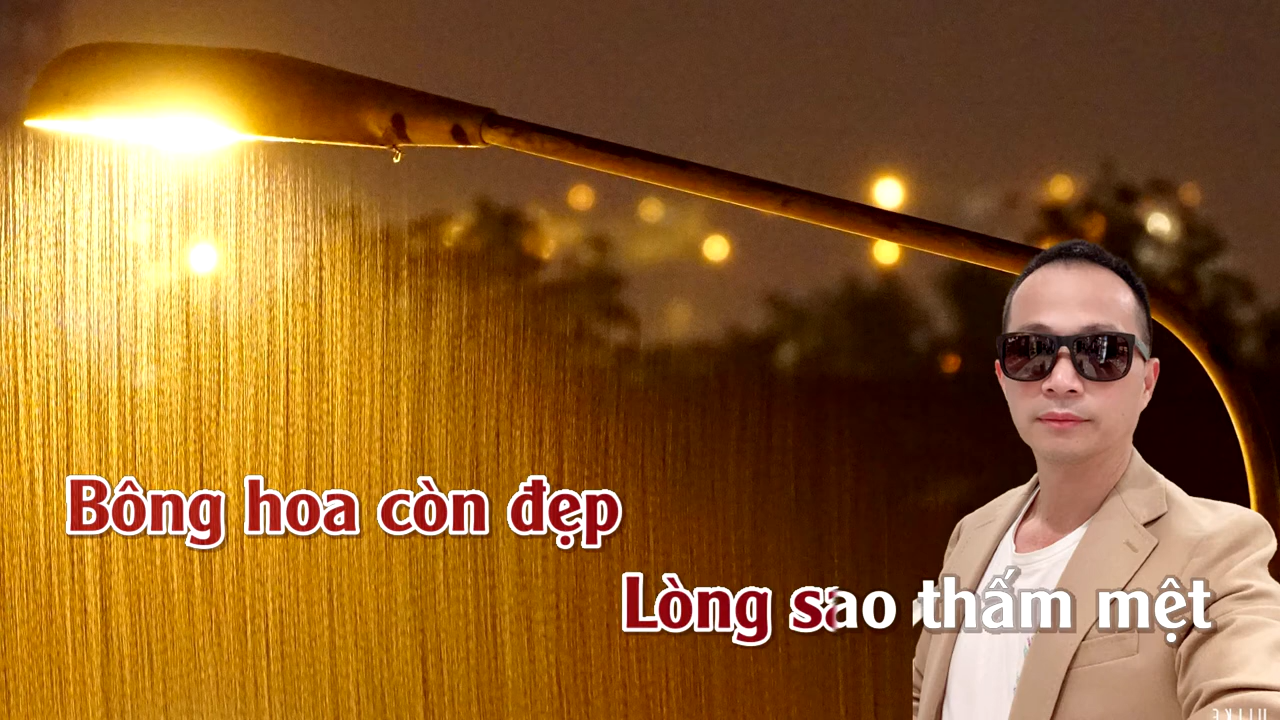 Bông hoa còn đẹp
Lòng sao thấm mệt